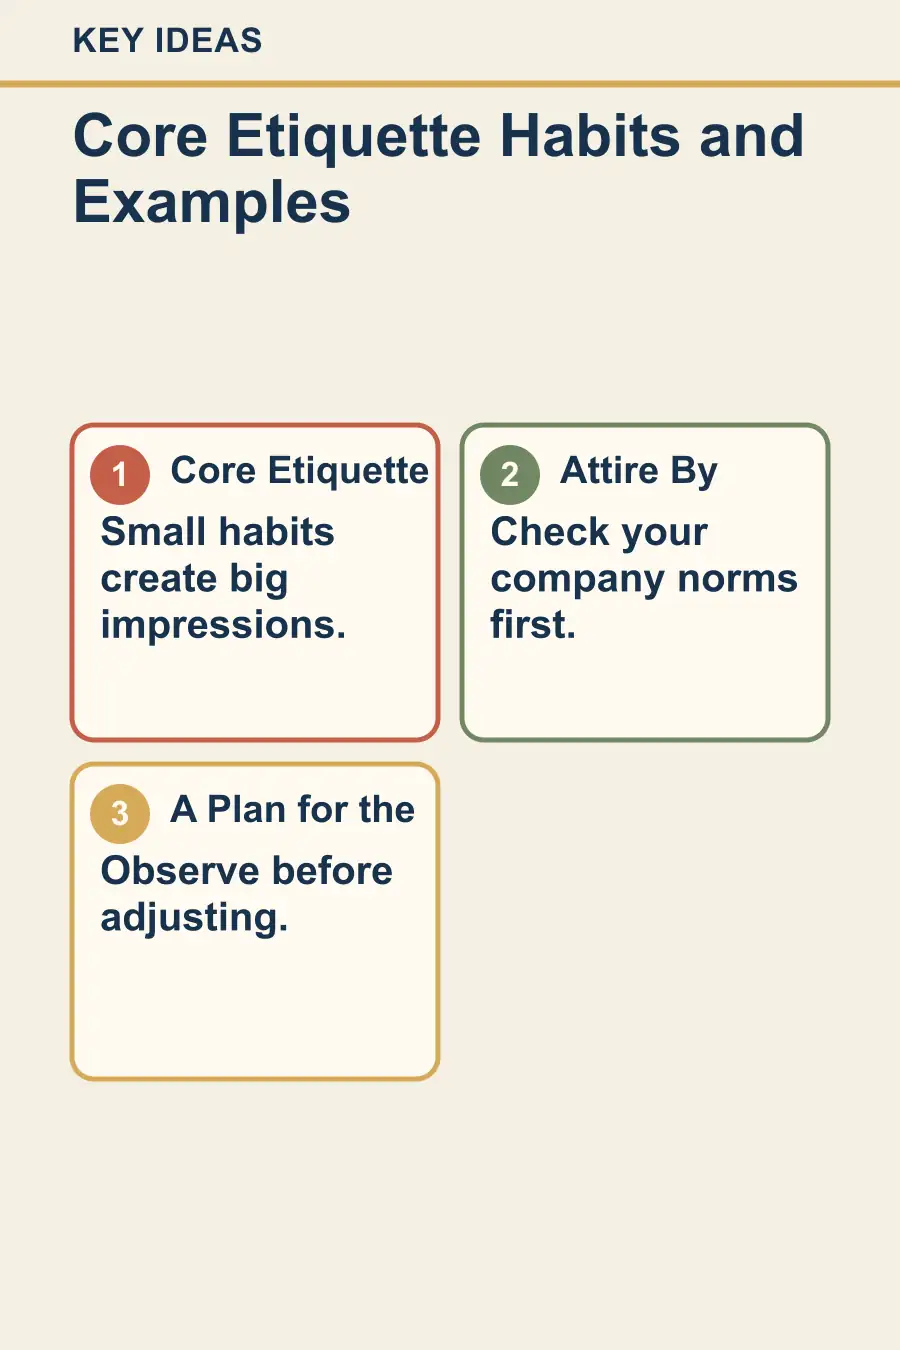 KEY IDEAS
Core Etiquette Habits and
Examples
1 Core Etiquette
Small habits
create big
impressions.
2 Attire By
Check your
company norms
first.
3 A Plan for the
Observe before
adjusting.